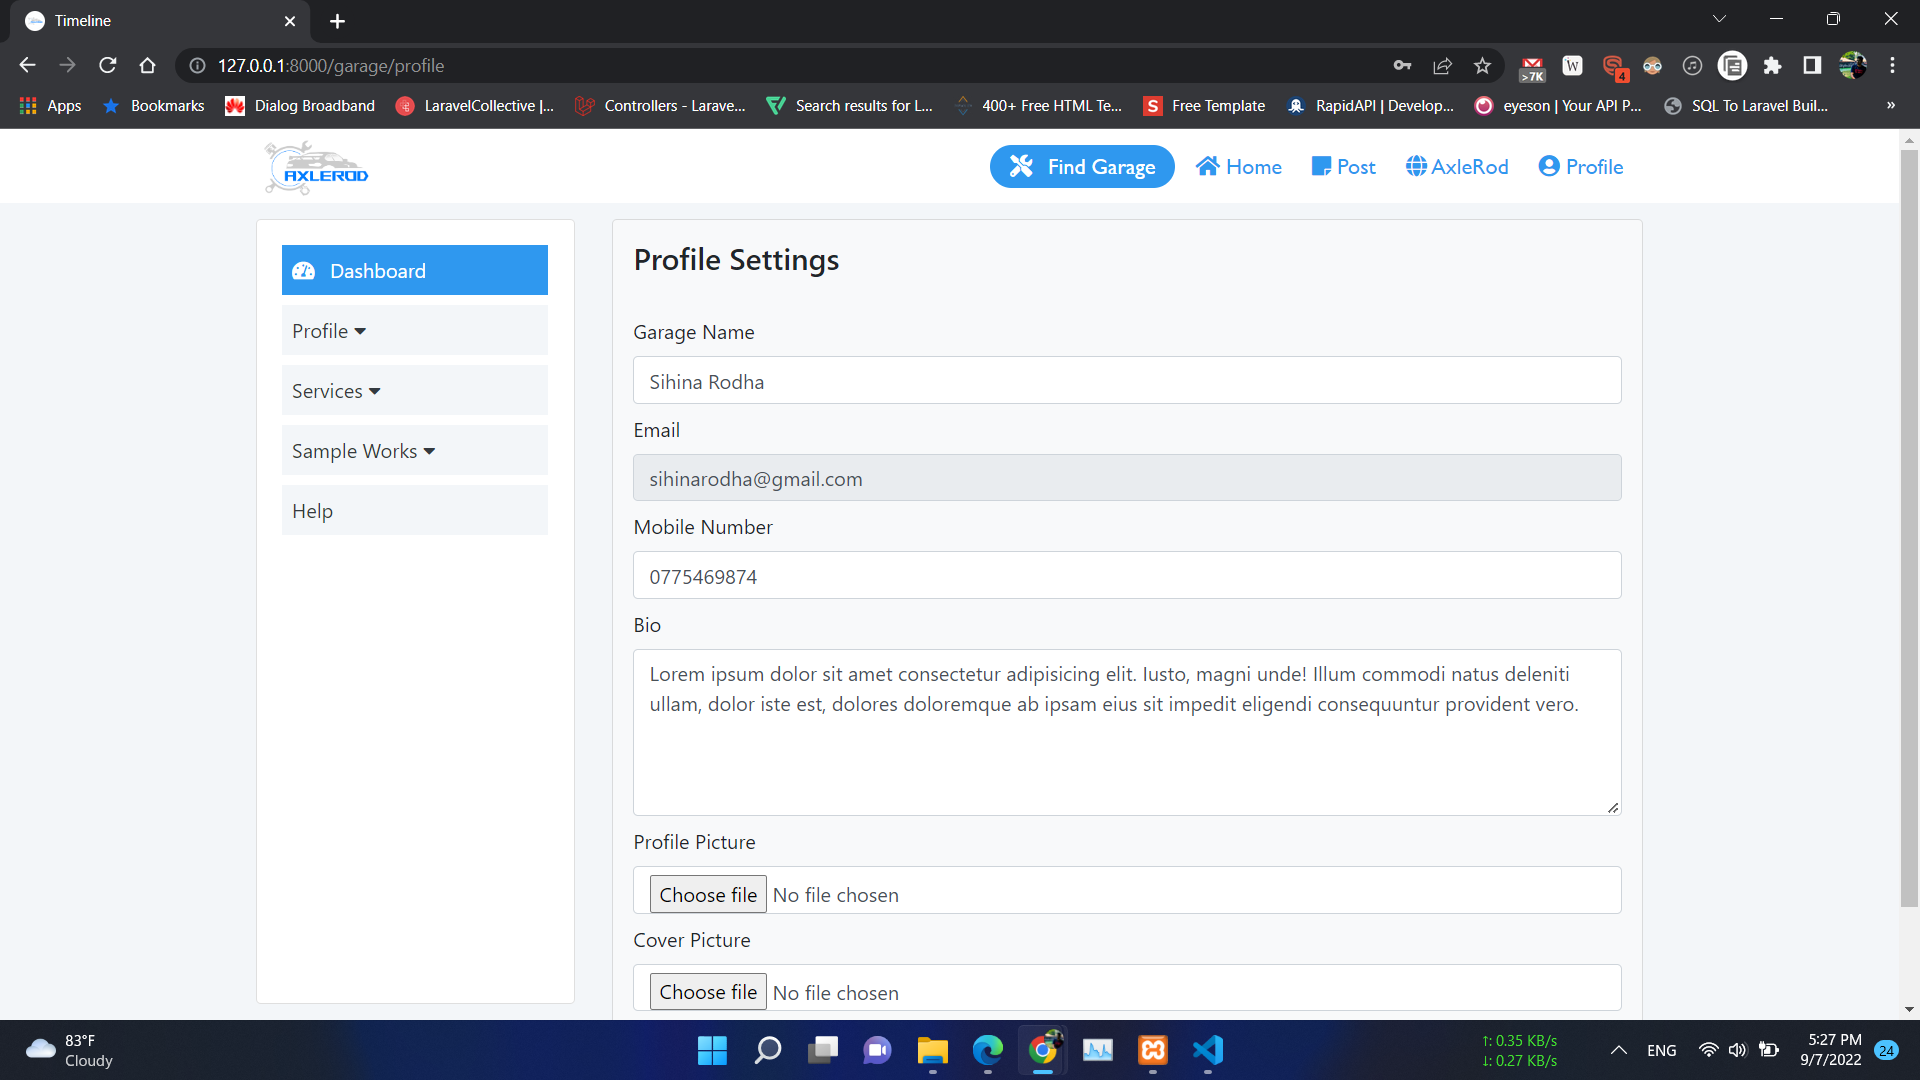 Timeline
127.0.0.1:8000/garage/profile
>7K
W
4
Apps
Bookmarks
Dialog Broadband
LaravelCollective |...
Controllers - Larave...
Search results for L...
400+ Free HTML Te...
S
Free Template
RapidAPI | Develop...
eyeson | Your API P...
SQL To Laravel Buil...
»
AXLEROD
Find Garage
Home
Post
AxleRod
Profile
Dashboard
Profile
Services
Sample Works
Help
Profile Settings
Garage Name
Sihina Rodha
Email
sihinarodha@gmail.com
Mobile Number
0775469874
Bio
Lorem ipsum dolor sit amet consectetur adipisicing elit. Iusto, magni unde! Illum commodi natus deleniti
ullam, dolor iste est, dolores doloremque ab ipsam eius sit impedit eligendi consequuntur provident vero.
Profile Picture
Choose file No file chosen
Cover Picture
Choose file No file chosen
83°F
Cloudy
↑: 0.35 KB/s
↓: 0.27 KB/s
ENG
5:27 PM
9/7/2022
24